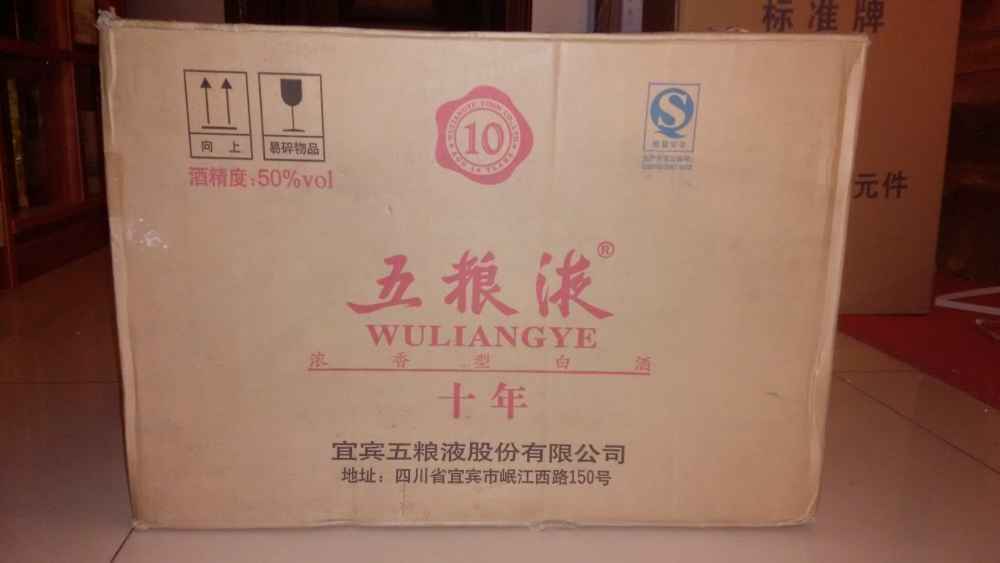 标准牌
向上
易碎物品
10
酒精度:50%vol
元件
五粮液®
WULIANGYE
浓香型白酒
十年
宜宾五粮液股份有限公司
地址：四川省宜宾市岷江西路150号